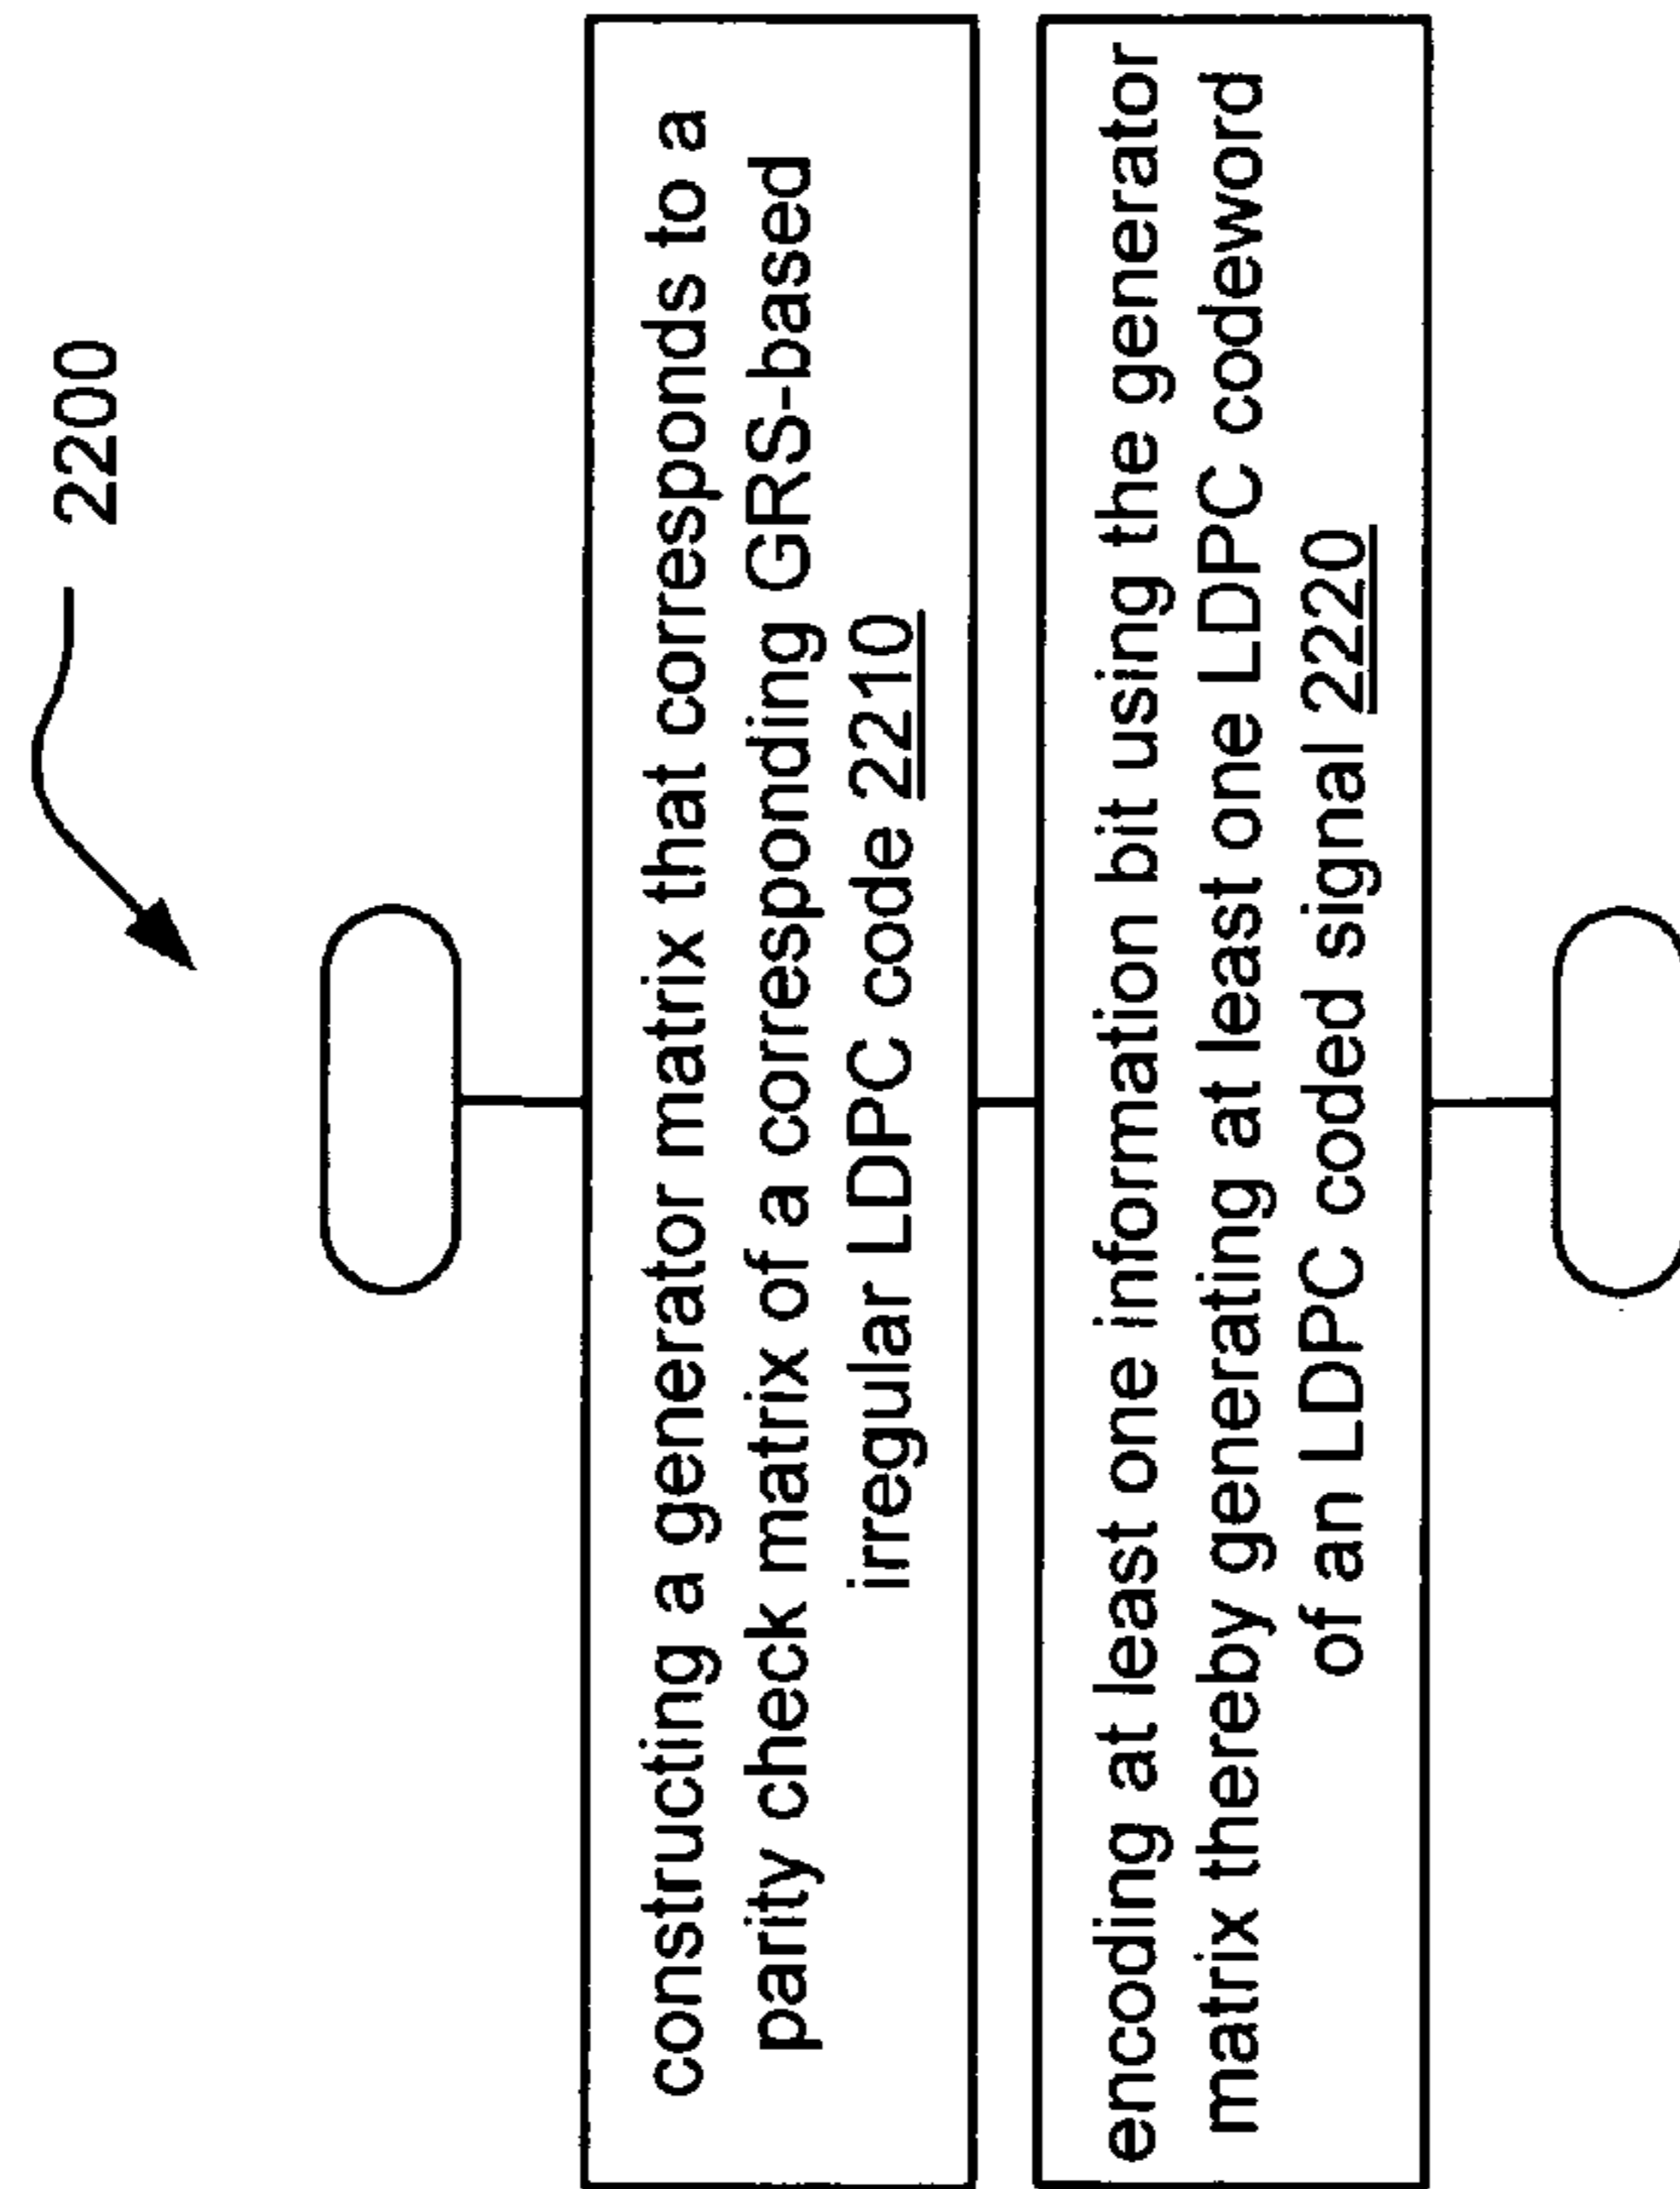 2200
constructing a generator matrix that corresponds to a
parity check matrix of a corresponding GRS-based
irregular LDPC code 2210
encoding at least one information bit using the generator
matrix thereby generating at least one LDPC codeword
of an LDPC coded signal 2220